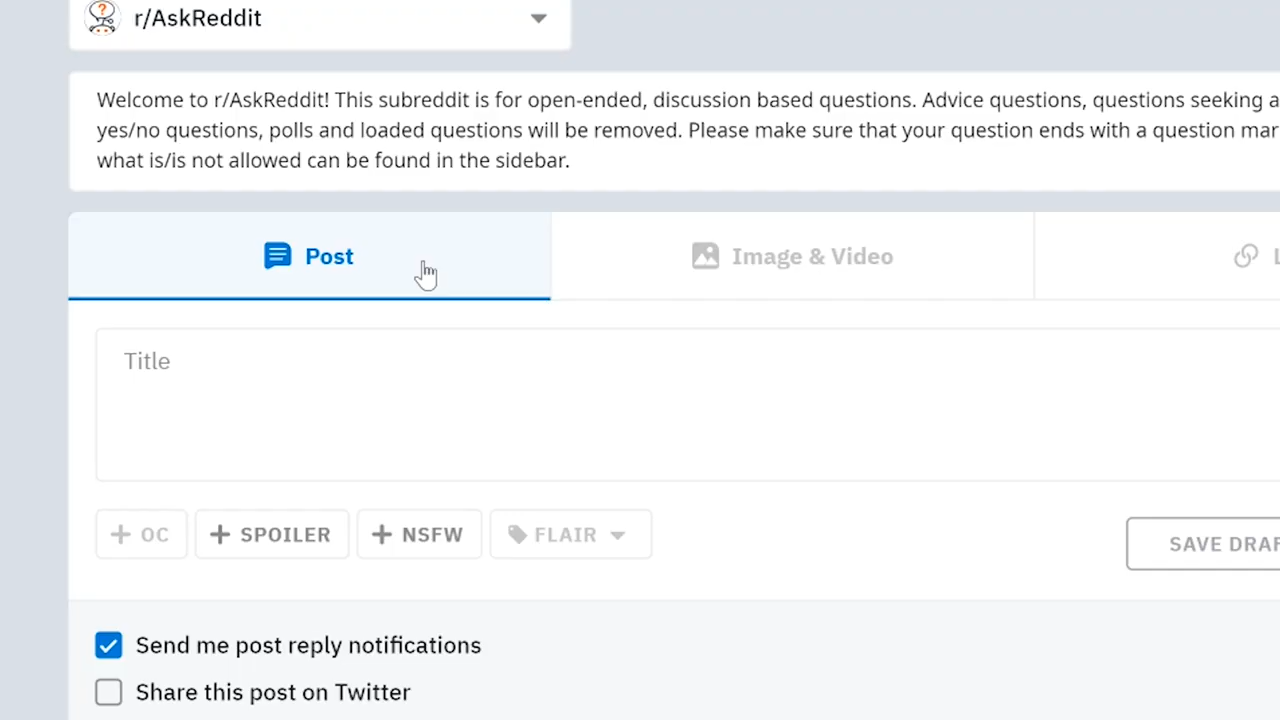 r/AskReddit
Welcome to r/AskReddit! This subreddit is for open-ended, discussion based questions. Advice questions, questions seeking a
yes/no questions, polls and loaded questions will be removed. Please make sure that your question ends with a question mar
what is/is not allowed can be found in the sidebar.
Post Image & Video L
Title
OC SPOILER NSFW FLAIR
SAVE DRAF
Send me post reply notifications
Share this post on Twitter